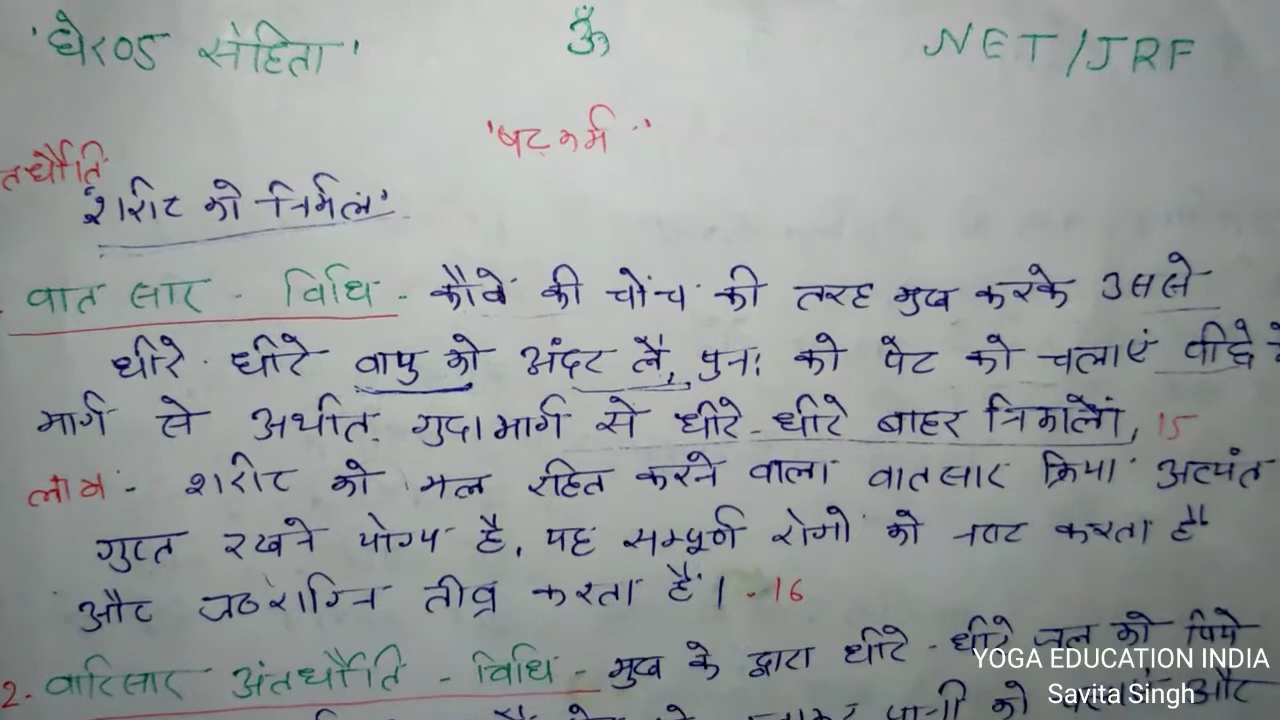 'घेरण्ड संहिता' ॐ NET/JRF
'षट्कर्म'
र्तधौति
'शरीर को निर्मल'
वातसार - विधि - कौवे की चोंच की तरह मुख करके उससे
धीरे-धीरे वायु को अंदर लें, पुनः को पेट को चलाएं पीछे
मार्ग से अर्थात गुदामार्ग से धीरे-धीरे बाहर निकालें, 15
लाभ - शरीर को मल रहित करने वाला वातसार क्रिया अत्यंत
गुप्त रखने योग्य है, यह सम्पूर्ण रोगो को नष्ट करता है
और जठराग्नि तीव्र करता है। - 16
2. वारिसार अंतर्धौति - विधि - मुख के द्वारा धीरे-धीरे जल को पिये
पानी को और
YOGA EDUCATION INDIA
Savita Singh